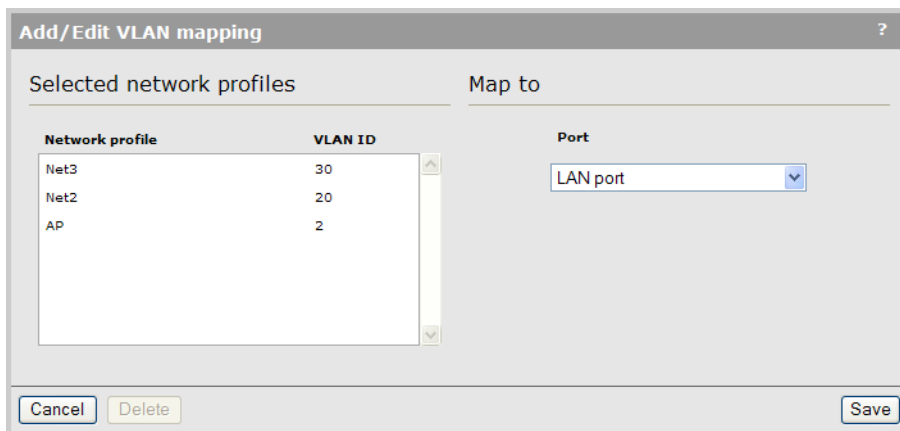 Add/Edit VLAN mapping ?
Selected network profiles
Network profile VLAN ID
Net3 30
Net2 20
AP 2
Map to
Port
LAN port
Cancel Delete Save